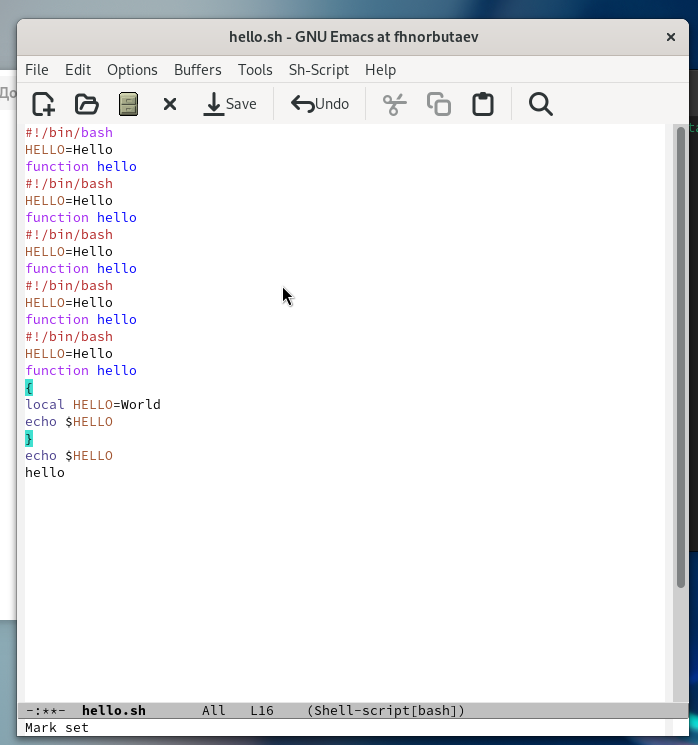 hello.sh - GNU Emacs at fhnorbutaev
File Edit Options Buffers Tools Sh-Script Help
Save Undo
#!/bin/bash
HELLO=Hello
function hello
#!/bin/bash
HELLO=Hello
function hello
#!/bin/bash
HELLO=Hello
function hello
#!/bin/bash
HELLO=Hello
function hello
#!/bin/bash
HELLO=Hello
function hello
{
local HELLO=World
echo $HELLO
}
echo $HELLO
hello
-:**- hello.sh All L16 (Shell-script[bash])
Mark set